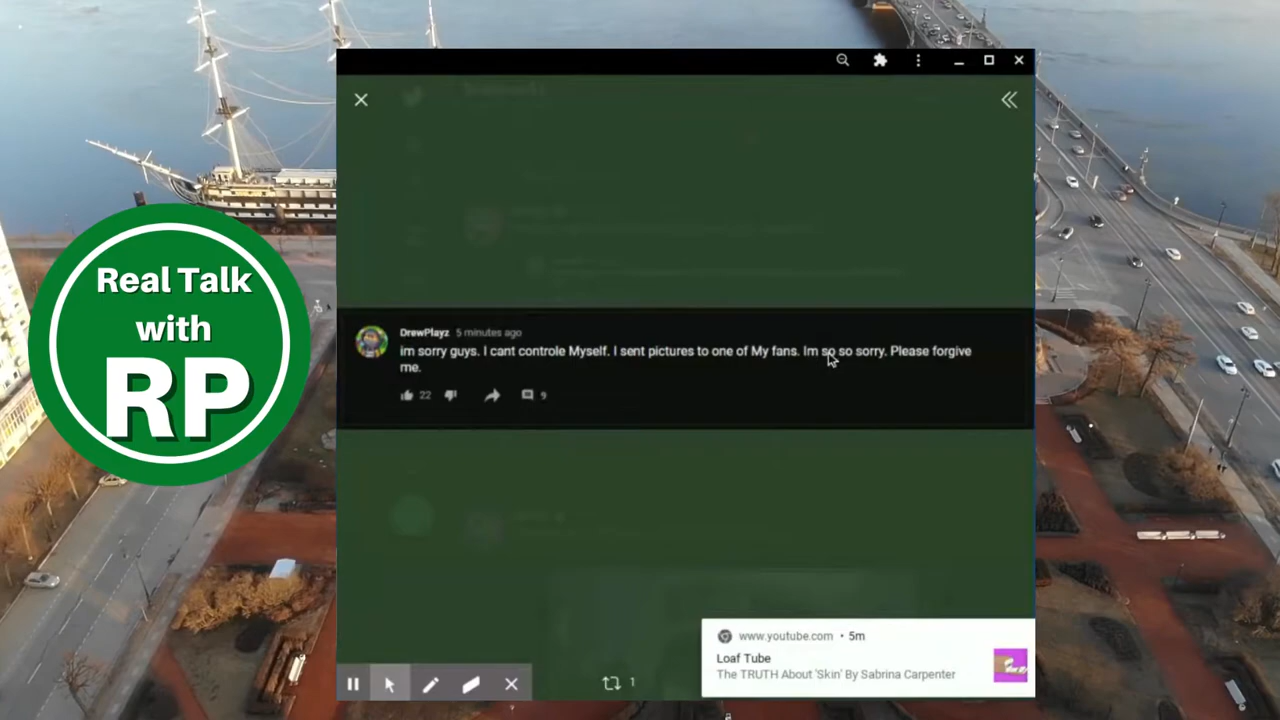 Real Talk
with
RP
DrewPlayz 5 minutes ago
im sorry guys. I cant controle Myself. I sent pictures to one of My fans. Im so so sorry. Please forgive
me.
22
9
www.youtube.com • 5m
Loaf Tube
The TRUTH About 'Skin' By Sabrina Carpenter
1